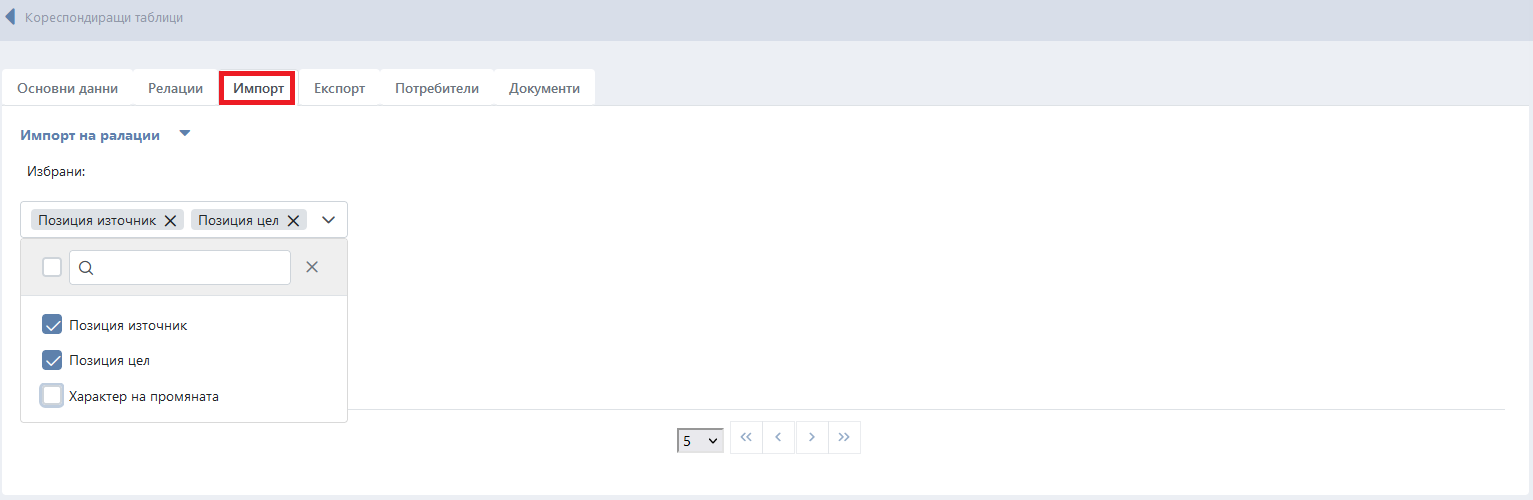 Кореспондиращи таблици
Основни данни Релации Импорт Експорт Потребители Документи
Импорт на ралации
Избрани:
Позиция източник Позиция цел
Позиция източник
Позиция цел
Характер на промяната
5